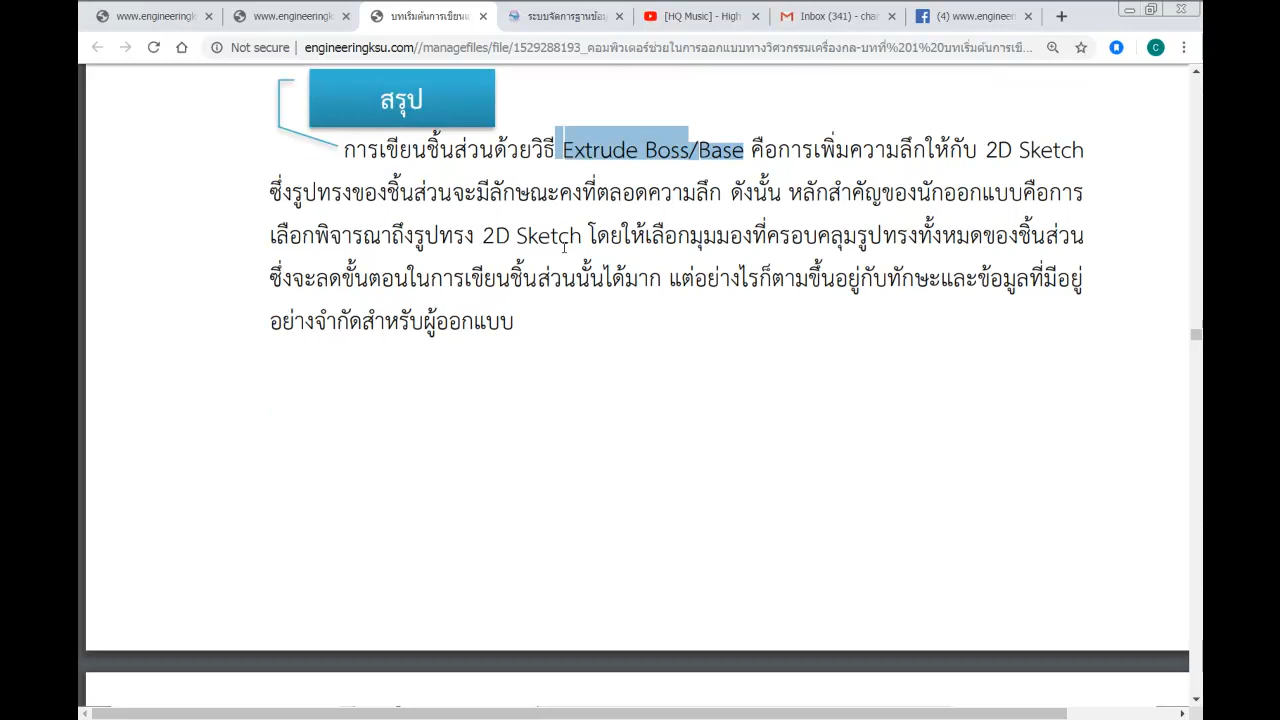 www.engineeringk
www.engineeringk
บทเริ่มต้นการเขียนแ
ระบบจัดการฐานข้อมู
[HQ Music] - High
Inbox (341) - char
(4) www.engineeri
Not secure
engineeringksu.com//managefiles/file/1529288193_คอมพิวเตอร์ช่วยในการออกแบบทางวิศวกรรมเครื่องกล-บทที่%201%20บทเริ่มต้นการเขี...
C
สรุป
การเขียนชิ้นส่วนด้วยวิธี Extrude Boss/Base คือการเพิ่มความลึกให้กับ 2D Sketch
ซึ่งรูปทรงของชิ้นส่วนจะมีลักษณะคงที่ตลอดความลึก ดังนั้น หลักสำคัญของนักออกแบบคือการ
เลือกพิจารณาถึงรูปทรง 2D Sketch โดยให้เลือกมุมมองที่ครอบคลุมรูปทรงทั้งหมดของชิ้นส่วน
ซึ่งจะลดขั้นตอนในการเขียนชิ้นส่วนนั้นได้มาก แต่อย่างไรก็ตามขึ้นอยู่กับทักษะและข้อมูลที่มีอยู่
อย่างจำกัดสำหรับผู้ออกแบบ